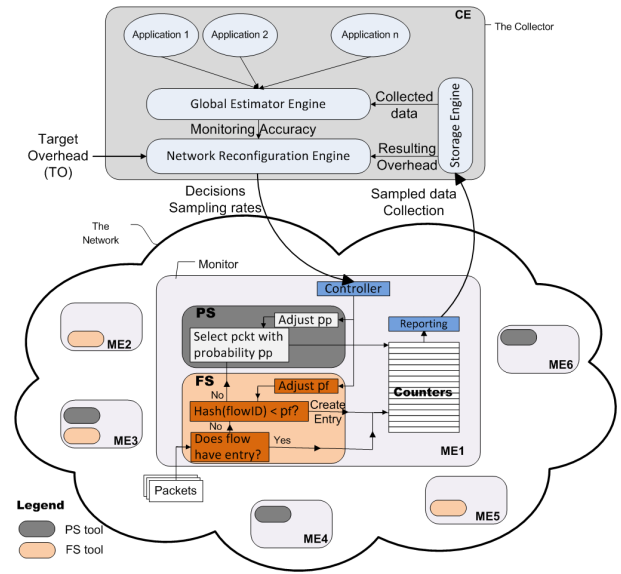 CE
The Collector
Application 1
Application 2
Application n
Global Estimator Engine
Collected
data
Storage Engine
Monitoring Accuracy
Target
Overhead
(TO)
Network Reconfiguration Engine
Resulting
Overhead
Decisions
Sampling rates
Sampled data
Collection
The
Network
Monitor
Controller
PS
Adjust pp
Reporting
Select pckt with
probability pp
ME2
ME6
FS
Adjust pf
No
Counters
Hash(flowID) < pf?
Create
Entry
No
ME3
Does flow
have entry?
Yes
ME1
Packets
Legend
PS tool
FS tool
ME4
ME5